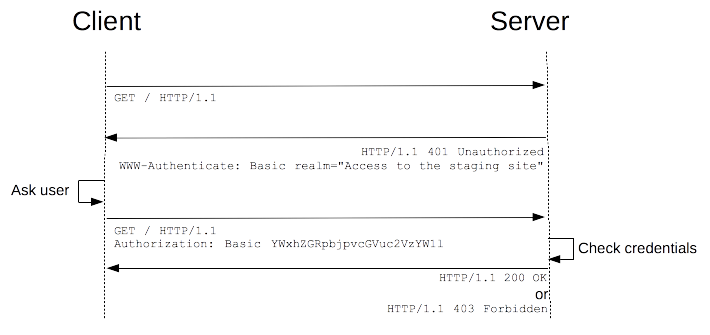 Client
Server
GET / HTTP/1.1
HTTP/1.1 401 Unauthorized
WWW-Authenticate: Basic realm="Access to the staging site"
Ask user
GET / HTTP/1.1
Authorization: Basic YWxhZGRpbjpvcGVuc2VzYW1l
Check credentials
HTTP/1.1 200 OK
or
HTTP/1.1 403 Forbidden